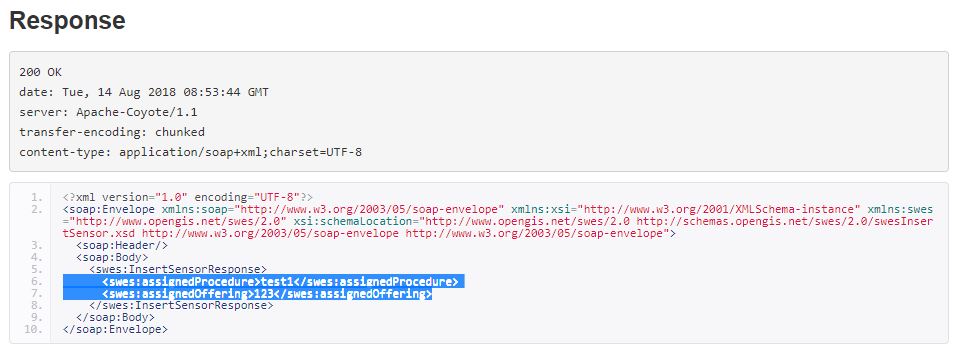 Response
200 OK
date: Tue, 14 Aug 2018 08:53:44 GMT
server: Apache-Coyote/1.1
transfer-encoding: chunked
content-type: application/soap+xml;charset=UTF-8
1. <?xml version="1.0" encoding="UTF-8"?>
2. <soap:Envelope xmlns:soap="http://www.w3.org/2003/05/soap-envelope" xmlns:xsi="http://www.w3.org/2001/XMLSchema-instance" xmlns:swes
="http://www.opengis.net/swes/2.0" xsi:schemaLocation="http://www.opengis.net/swes/2.0 http://schemas.opengis.net/swes/2.0/swesInser
tSensor.xsd http://www.w3.org/2003/05/soap-envelope http://www.w3.org/2003/05/soap-envelope">
3. <soap:Header/>
4. <soap:Body>
5. <swes:InsertSensorResponse>
6. <swes:assignedProcedure>test1</swes:assignedProcedure>
7. <swes:assignedOffering>123</swes:assignedOffering>
8. </swes:InsertSensorResponse>
9. </soap:Body>
10. </soap:Envelope>